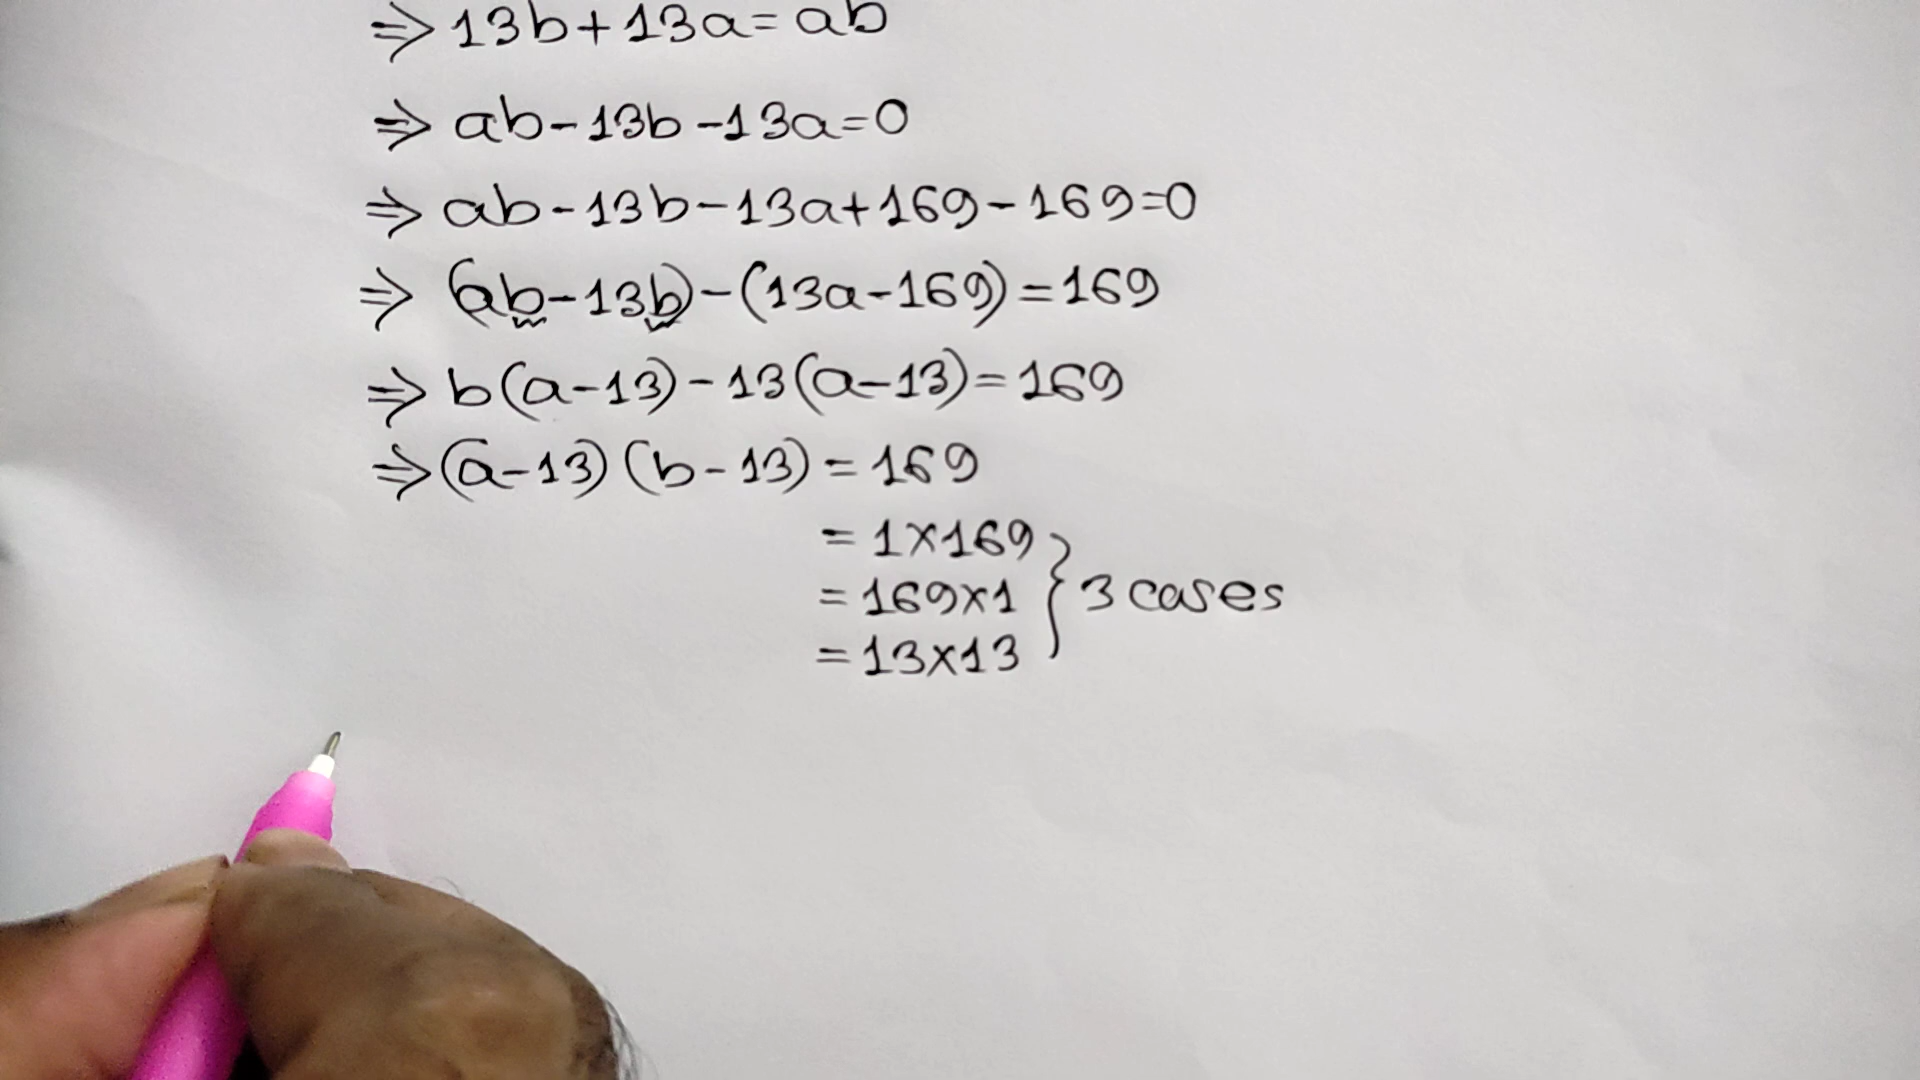 ⇒ 13b+13a=ab
⇒ ab-13b-13a=0
⇒ ab-13b-13a+169-169=0
⇒ (ab-13b)-(13a-169)=169
⇒ b(a-13)-13(a-13)=169
⇒ (a-13)(b-13)=169
=1×169
=169×1 } 3 cases
=13×13